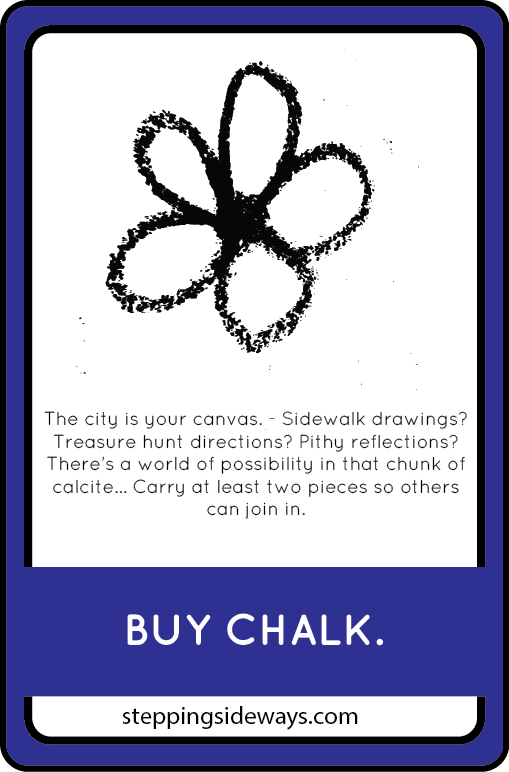 The city is your canvas. - Sidewalk drawings?
Treasure hunt directions? Pithy reflections?
There's a world of possibility in that chunk of
calcite... Carry at least two pieces so others
can join in.
BUY CHALK.
steppingsideways.com